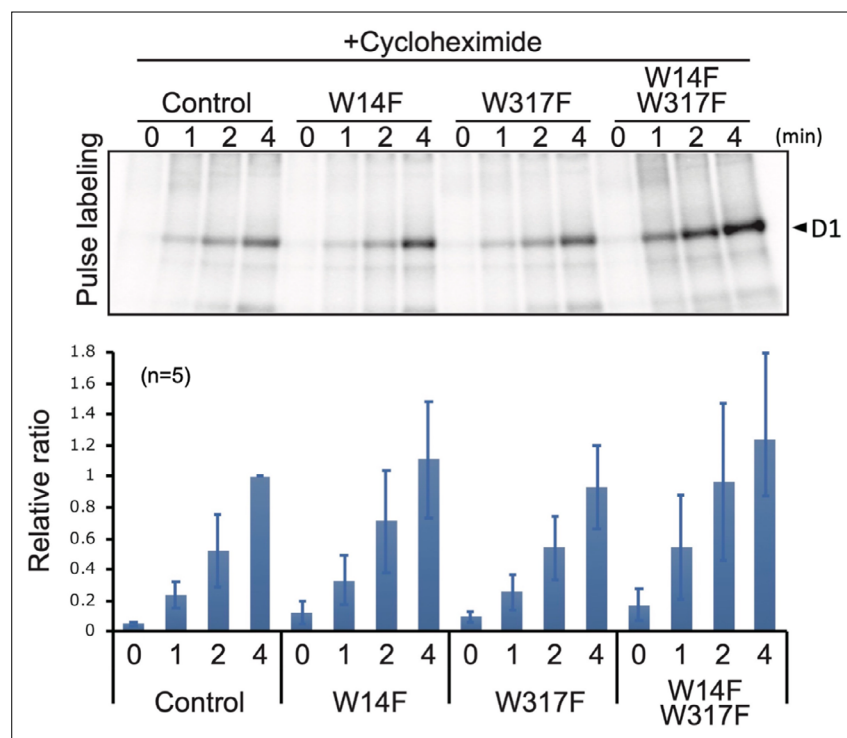 +Cycloheximide
Control W14F W317F W14F W317F
0 1 2 4 0 1 2 4 0 1 2 4 0 1 2 4 (min)
Pulse labeling
◄D1
Relative ratio
(n=5)
1.8
1.6
1.4
1.2
1
0.8
0.6
0.4
0.2
0
0 1 2 4 0 1 2 4 0 1 2 4 0 1 2 4
Control W14F W317F W14F W317F